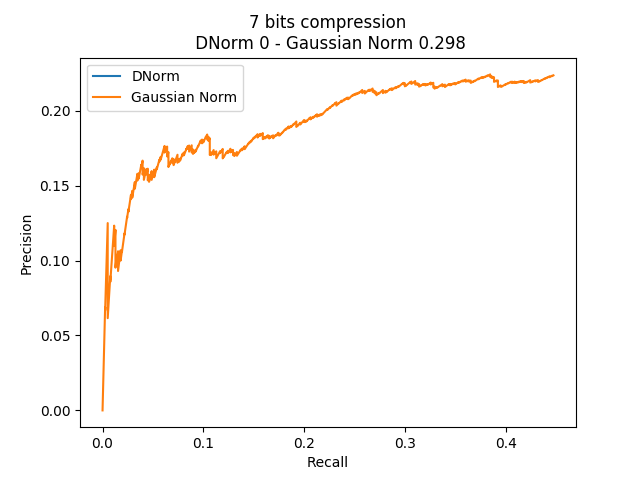 7 bits compression
DNorm 0 - Gaussian Norm 0.298
DNorm
Gaussian Norm
0.20
0.15
0.10
0.05
0.00
Precision
0.0 0.1 0.2 0.3 0.4
Recall